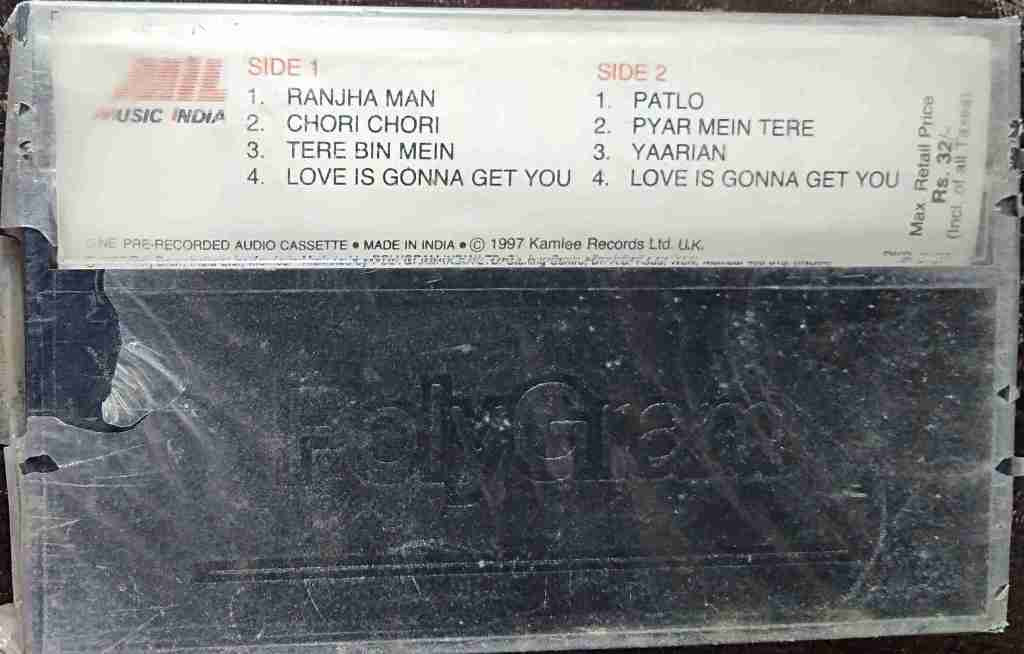 MIL
MUSIC INDIA
SIDE 1
1. RANJHA MAN
2. CHORI CHORI
3. TERE BIN MEIN
4. LOVE IS GONNA GET YOU
SIDE 2
1. PATLO
2. PYAR MEIN TERE
3. YAARIAN
4. LOVE IS GONNA GET YOU
Max. Retail Price
Rs. 32/-
(Incl. of all Taxes)
ONE PRE-RECORDED AUDIO CASSETTE • MADE IN INDIA • © 1997 Kamlee Records Ltd. U.K.
PolyGram